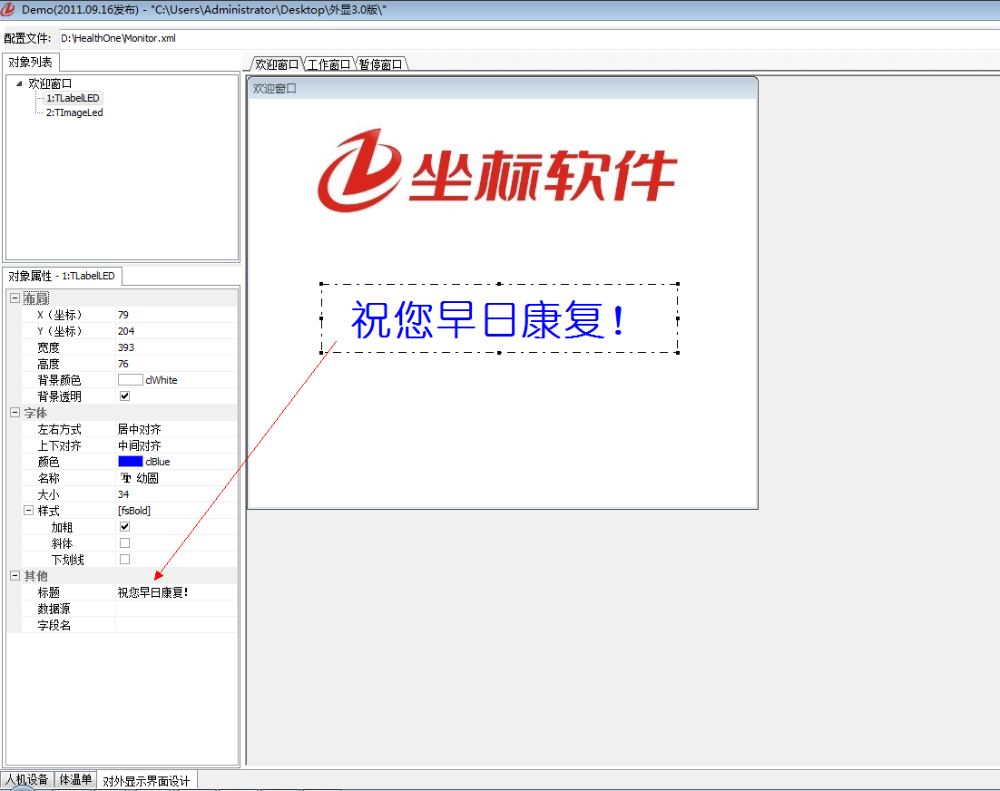 Demo(2011.09.16发布) - "C:\Users\Administrator\Desktop\外显3.0版\"
配置文件: D:\HealthOne\Monitor.xml
对象列表
欢迎窗口
1:TLabelLED
2:TImageLed
对象属性 - 1:TLabelLED
布局
X（坐标） 79
Y（坐标） 204
宽度 393
高度 76
背景颜色 clWhite
背景透明
字体
左右方式 居中对齐
上下对齐 中间对齐
颜色 clBlue
名称 幼圆
大小 34
样式 [fsBold]
加粗
斜体
下划线
其他
标题 祝您早日康复!
数据源
字段名
欢迎窗口 工作窗口 暂停窗口
欢迎窗口
坐标软件
祝您早日康复!
人机设备 体温单 对外显示界面设计